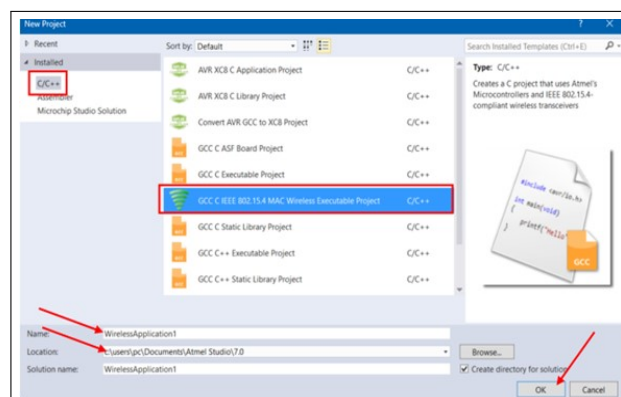 New Project
? X
Recent
Sort by: Default
Search Installed Templates (Ctrl+E)
Installed
C/C++
Assembler
Microchip Studio Solution
AVR XC8 C Application Project C/C++
AVR XC8 C Library Project C/C++
Convert AVR GCC to XC8 Project C/C++
GCC C ASF Board Project C/C++
GCC C Executable Project C/C++
GCC C IEEE 802.15.4 MAC Wireless Executable Project C/C++
GCC C Static Library Project C/C++
GCC C++ Executable Project C/C++
GCC C++ Static Library Project C/C++
Type: C/C++
Creates a C project that uses Atmel's
Microcontrollers and IEEE 802.15.4-
compliant wireless transceivers
#include <avr/io.h>
int main(void)
{
printf("Hello"
}
GCC
Name: WirelessApplication1
Location: c:\users\pc\Documents\Atmel Studio\7.0
Browse...
Solution name: WirelessApplication1
Create directory for solution
OK
Cancel